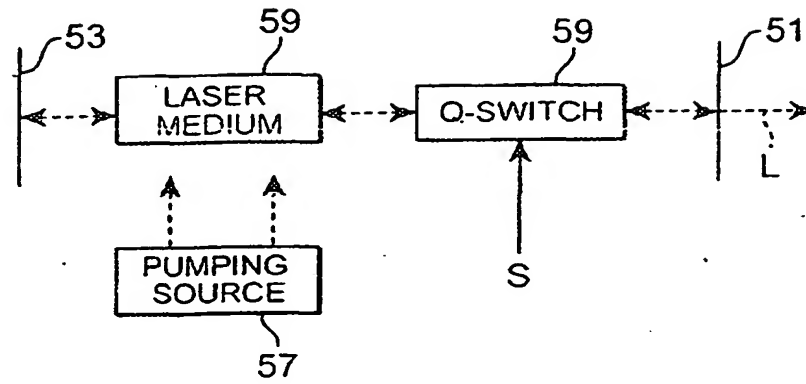 53
59
59
51
LASER
MEDIUM
Q-SWITCH
L
PUMPING
SOURCE
S
57